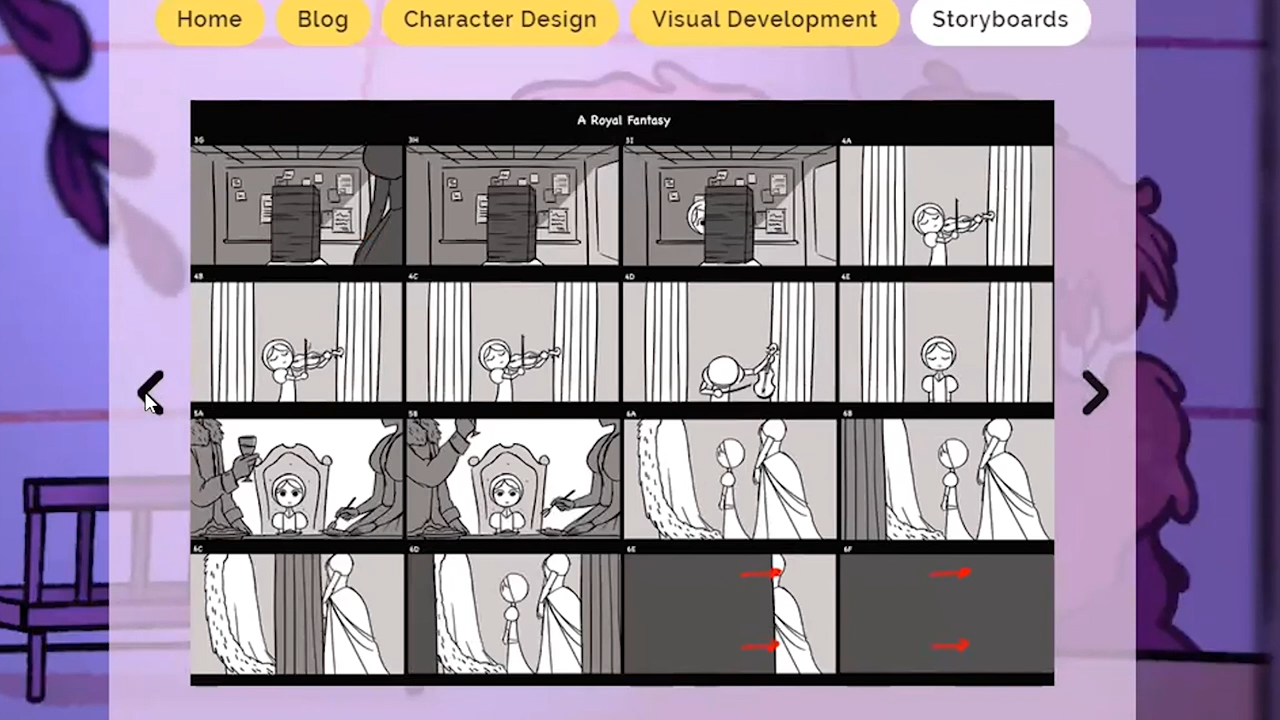 Home Blog Character Design Visual Development Storyboards
A Royal Fantasy
3G 3H 3I 4A
4B 4C 4D 4E
5A 5B 6A 6B
6C 6D 6E 6F